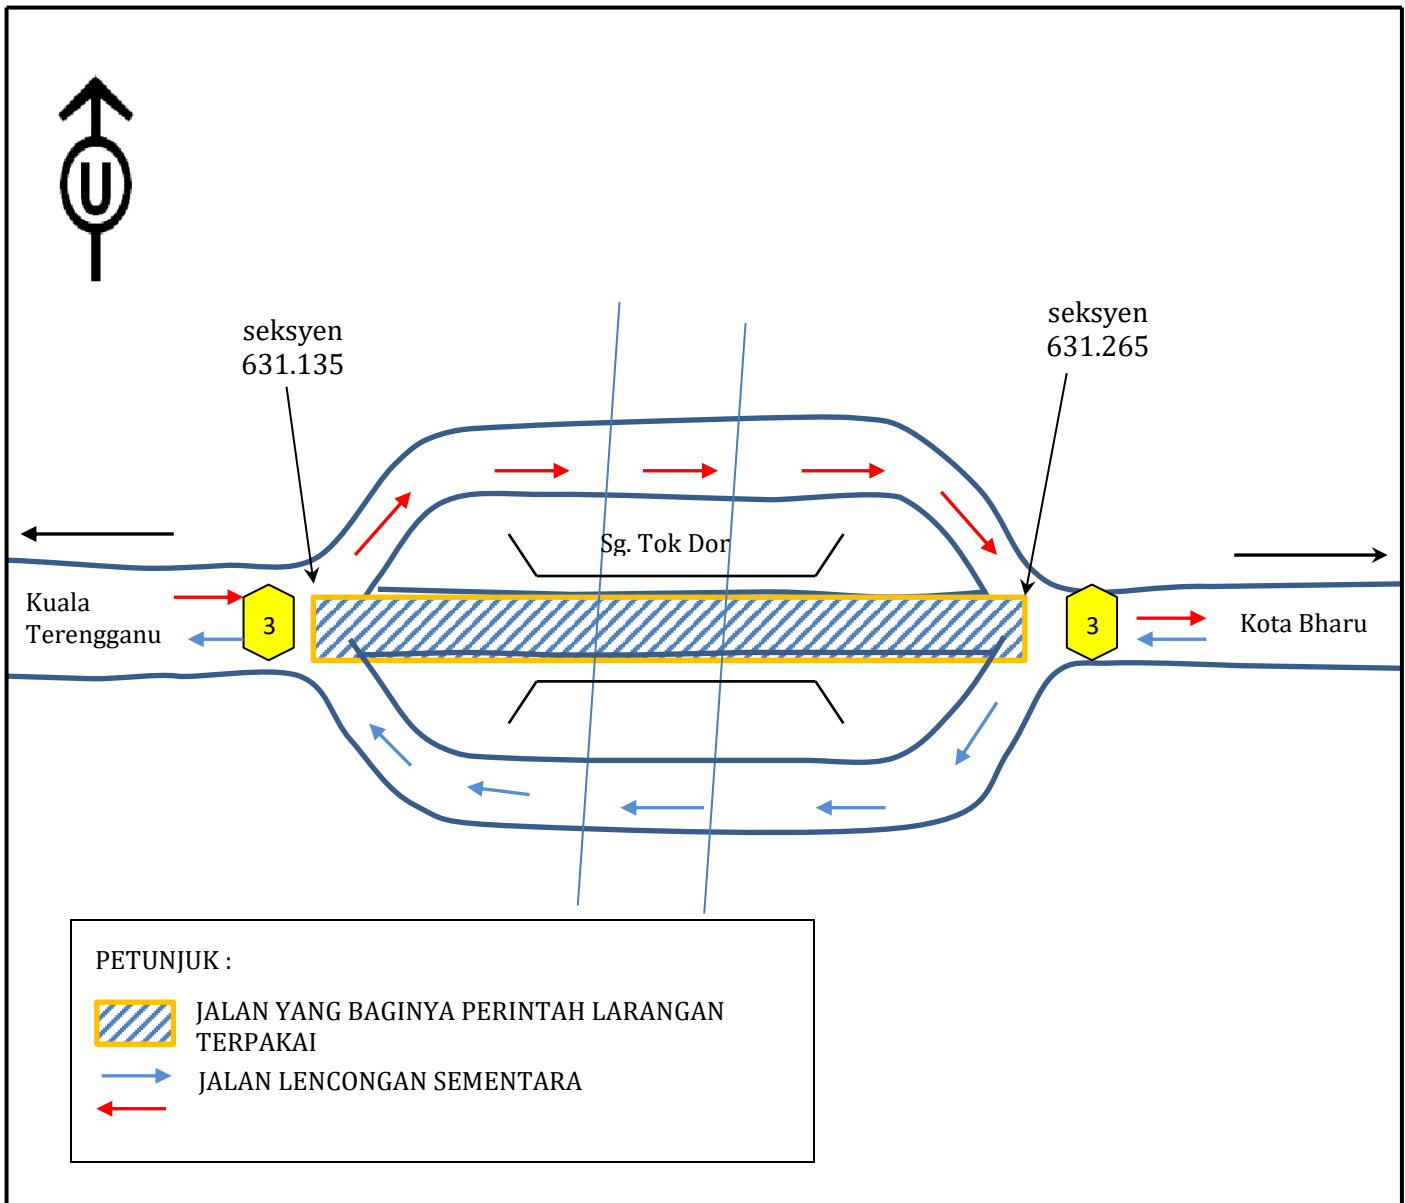 U
seksyen
631.135
seksyen
631.265
Sg. Tok Dor
Kuala
Terengganu
3
3
Kota Bharu
PETUNJUK :
JALAN YANG BAGINYA PERINTAH LARANGAN
TERPAKAI
JALAN LENCONGAN SEMENTARA